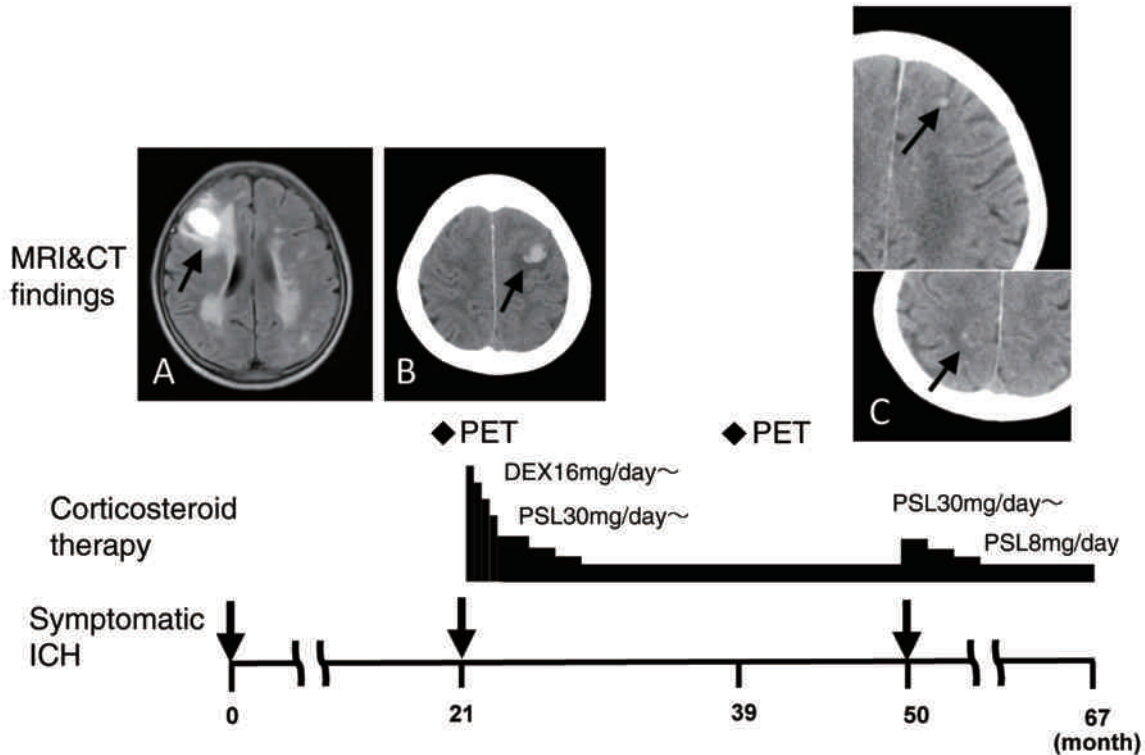 MRI&CT
findings
A
B
C
◆PET
◆PET
Corticosteroid
therapy
DEX16mg/day～
PSL30mg/day～
PSL30mg/day～
PSL8mg/day
Symptomatic
ICH
0
21
39
50
67
(month)